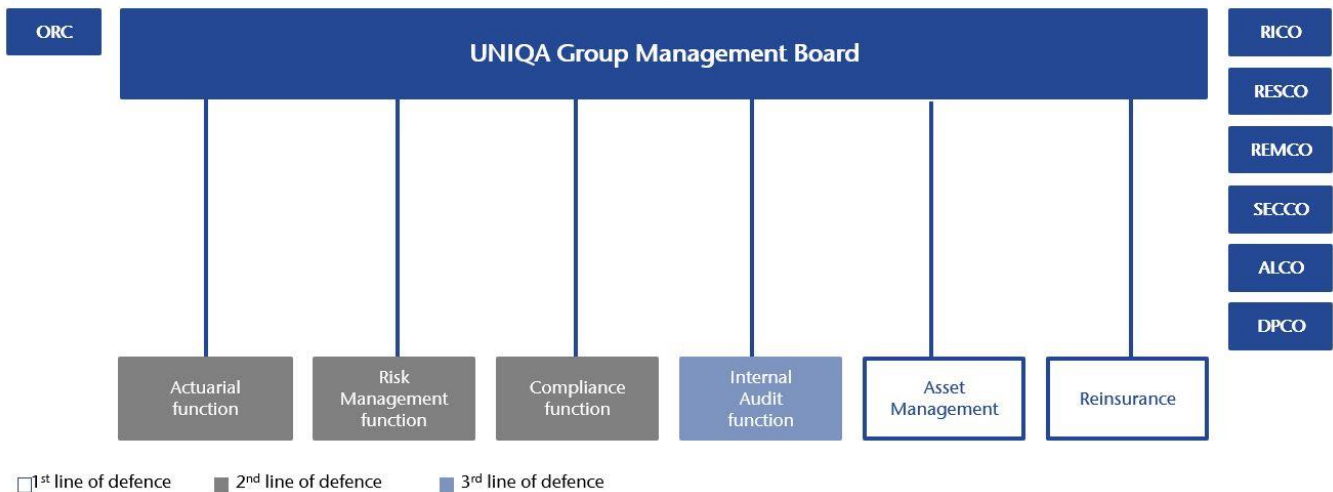 ORC
UNIQA Group Management Board
RICO
RESCO
REMCO
SECCO
ALCO
DPCO
Actuarial
function
Risk
Management
function
Compliance
function
Internal
Audit
function
Asset
Management
Reinsurance
1st line of defence
2nd line of defence
3rd line of defence